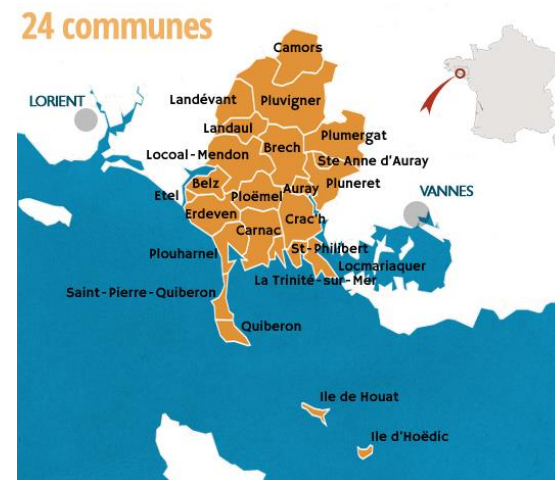 24 communes
Camors
LORIENT
Landévant
Pluvigner
Landaul
Plumergat
Brech
Locoal-Mendon
Ste Anne d'Auray
Belz
Auray
Pluneret
Etel
Ploëmel
VANNES
Erdeven
Crac'h
Carnac
St-Philibert
Plouharnel
Locmariaquer
La Trinité-sur-Mer
Saint-Pierre-Quiberon
Quiberon
Ile de Houat
Ile d'Hoëdic